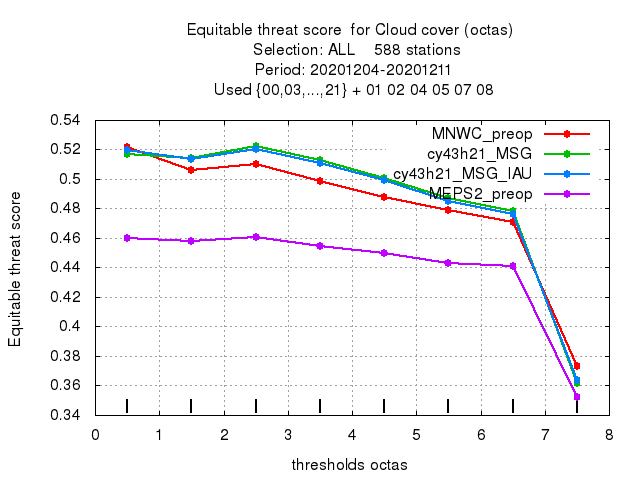 Equitable threat score  for Cloud cover (octas)
Selection: ALL    588 stations
Period: 20201204-20201211
Used {00,03,...,21} + 01 02 04 05 07 08
Equitable threat score
0.54
0.52
0.5
0.48
0.46
0.44
0.42
0.4
0.38
0.36
0.34
MNWC_preop
cy43h21_MSG
cy43h21_MSG_IAU
MEPS2_preop
0 1 2 3 4 5 6 7 8
thresholds octas